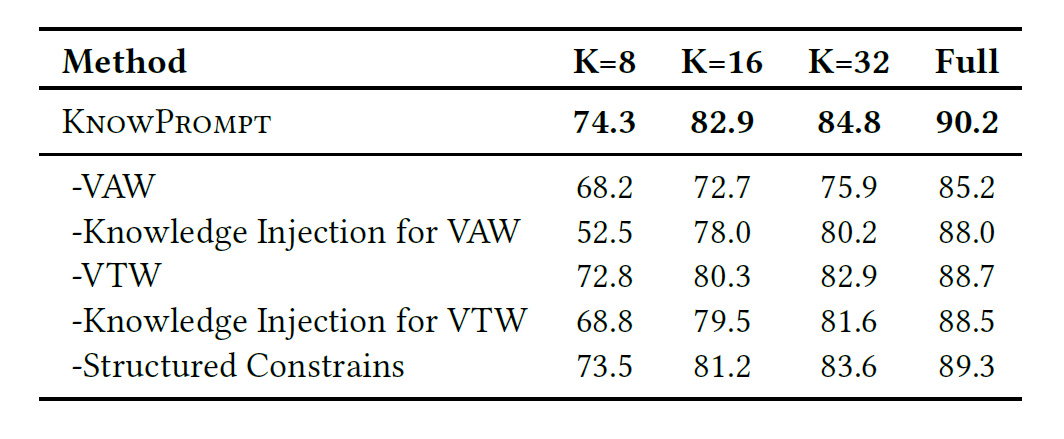 Method K=8 K=16 K=32 Full
KnowPrompt 74.3 82.9 84.8 90.2
-VAW 68.2 72.7 75.9 85.2
-Knowledge Injection for VAW 52.5 78.0 80.2 88.0
-VTW 72.8 80.3 82.9 88.7
-Knowledge Injection for VTW 68.8 79.5 81.6 88.5
-Structured Constrains 73.5 81.2 83.6 89.3